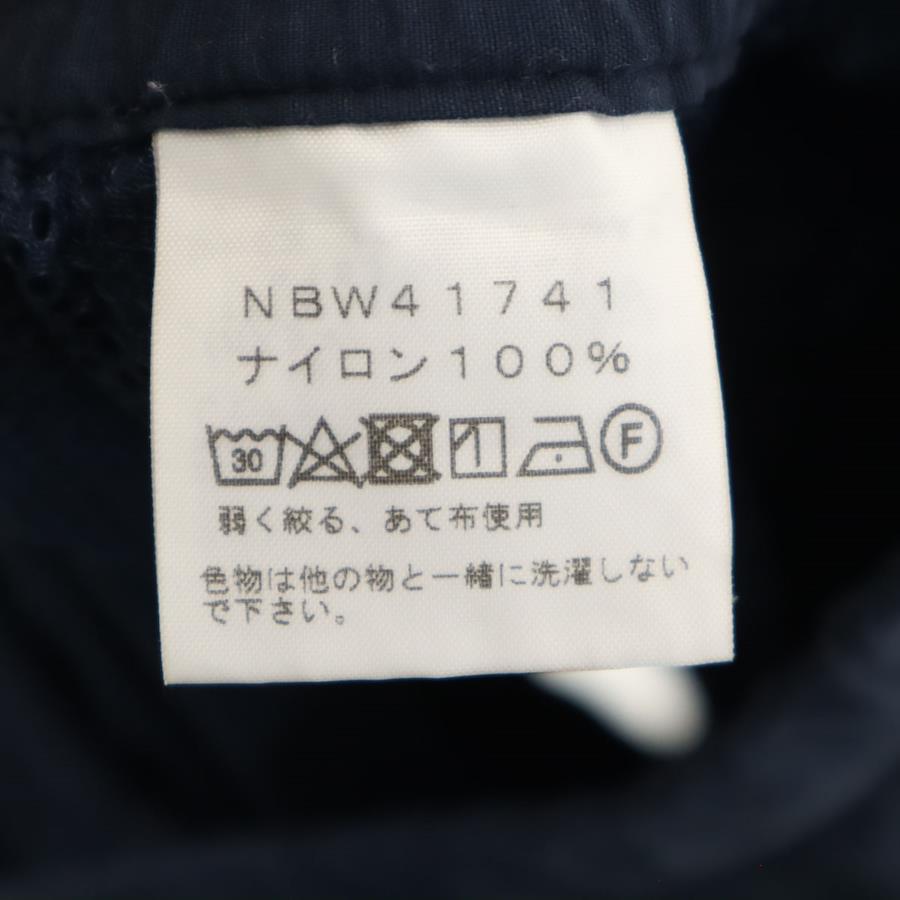 NBW41741
ナイロン100%
30 F
弱く絞る、あて布使用
色物は他の物と一緒に洗濯しない
で下さい。